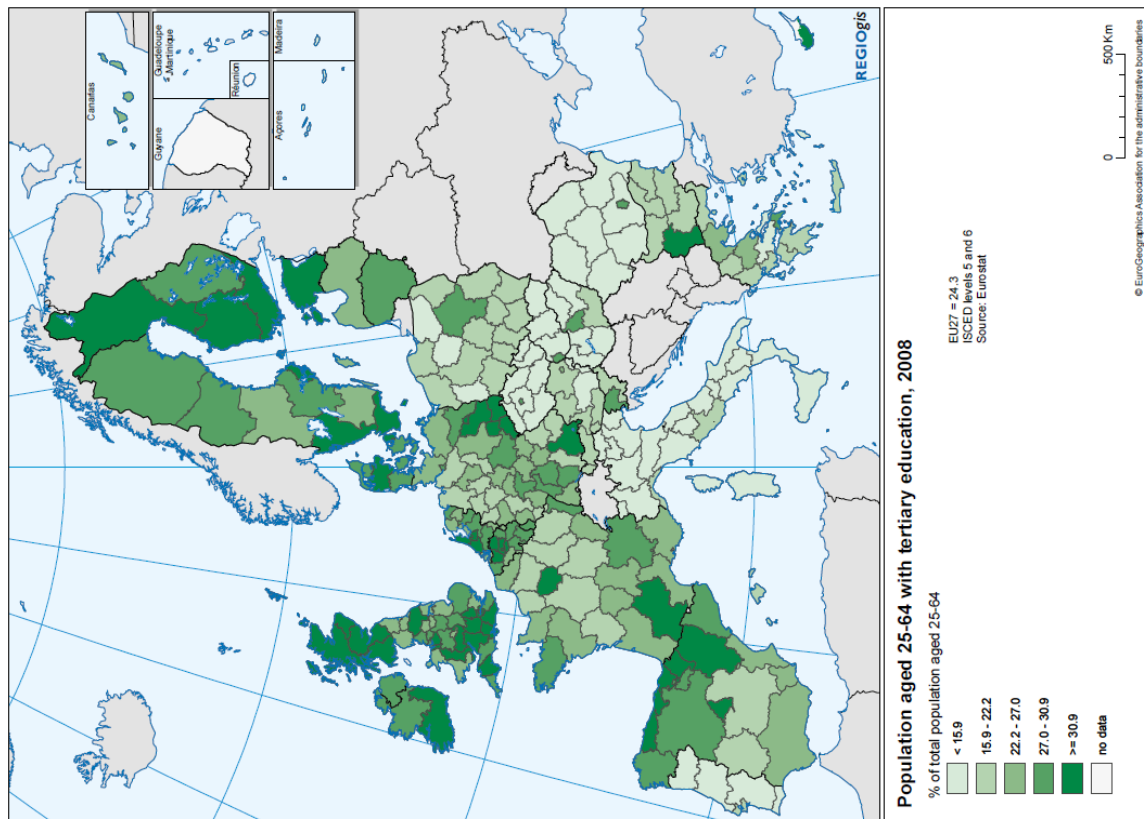 Canarias
Guadeloupe
Martinique
Guyane
Réunion
Açores
Madeira
REGIOgis
Population aged 25-64 with tertiary education, 2008
% of total population aged 25-64
< 15.9
15.9 - 22.2
22.2 - 27.0
27.0 - 30.9
>= 30.9
no data
EU27 = 24.3
ISCED levels 5 and 6
Source: Eurostat
0
500 Km
© EuroGeographics Association for the administrative boundaries